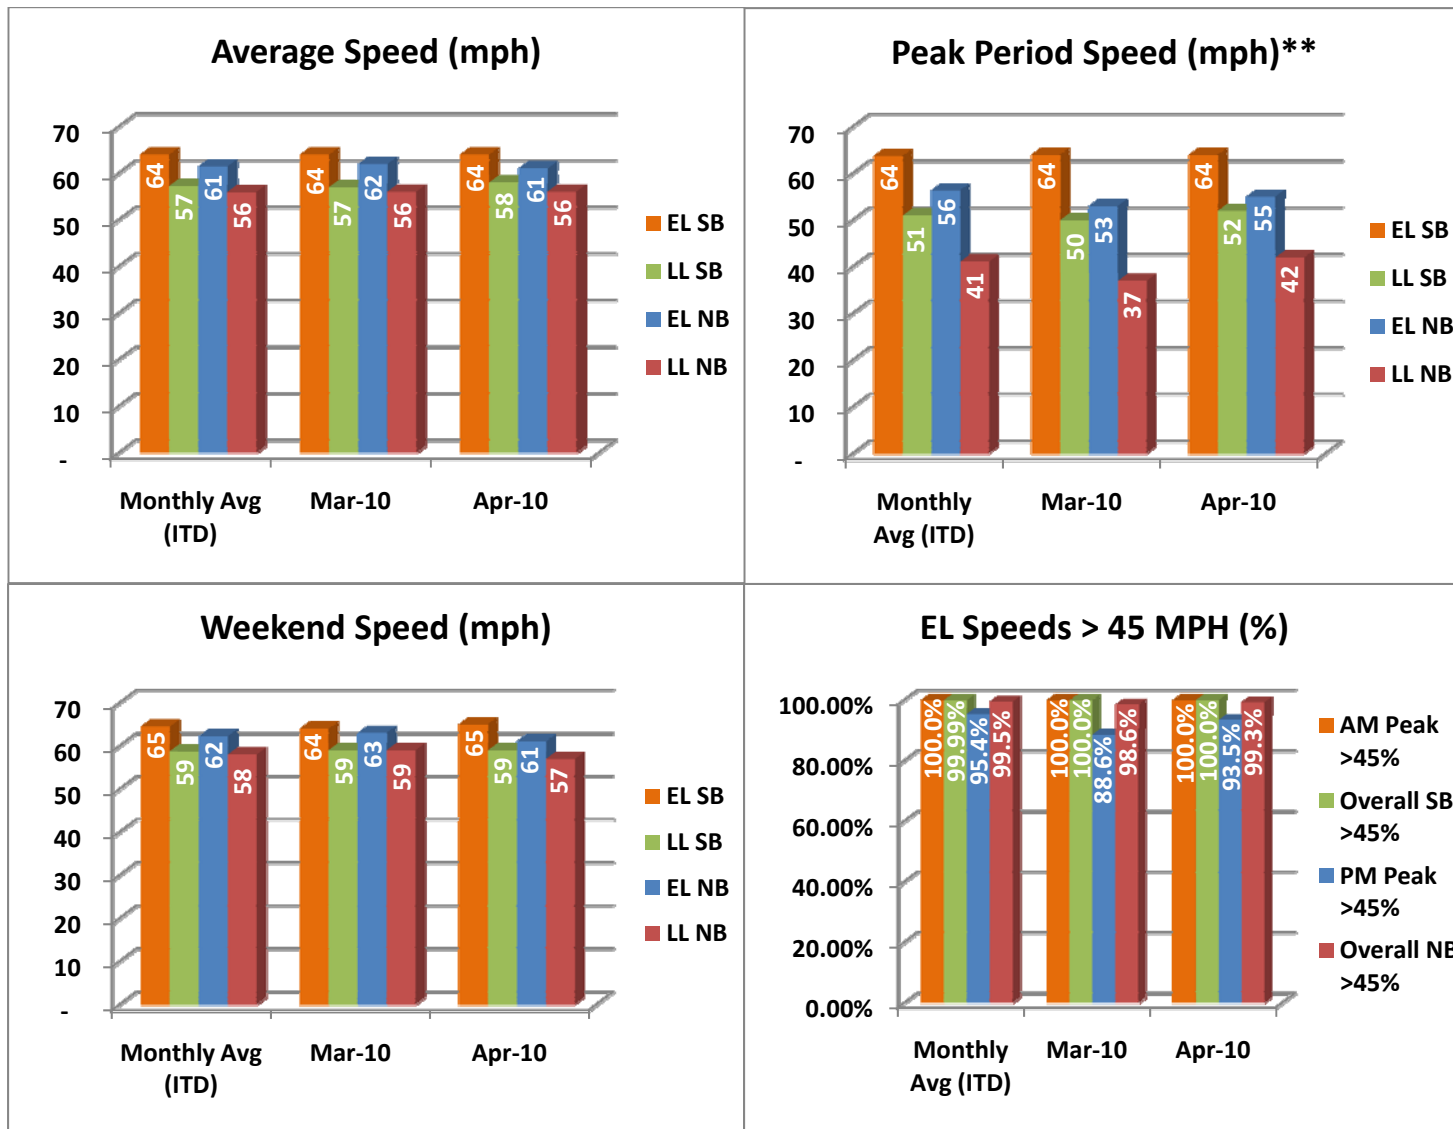 Average Speed (mph)
70
60
50
40
30
20
10
-
64
57
61
56
64
57
62
56
64
58
61
56
Monthly Avg
(ITD)
Mar-10
Apr-10
EL SB
LL SB
EL NB
LL NB
Peak Period Speed (mph)**
70
60
50
40
30
20
10
-
64
51
56
41
64
50
53
37
64
52
55
42
Monthly
Avg (ITD)
Mar-10
Apr-10
EL SB
LL SB
EL NB
LL NB
Weekend Speed (mph)
70
60
50
40
30
20
10
-
65
59
62
58
64
59
63
59
65
59
61
57
Monthly Avg
(ITD)
Mar-10
Apr-10
EL SB
LL SB
EL NB
LL NB
EL Speeds > 45 MPH (%)
100.00%
80.00%
60.00%
40.00%
20.00%
0.00%
100.0%
99.99%
95.4%
99.5%
100.0%
100.0%
88.6%
98.6%
100.0%
100.0%
93.5%
99.3%
Monthly
Avg (ITD)
Mar-10
Apr-10
AM Peak
>45%
Overall SB
>45%
PM Peak
>45%
Overall NB
>45%